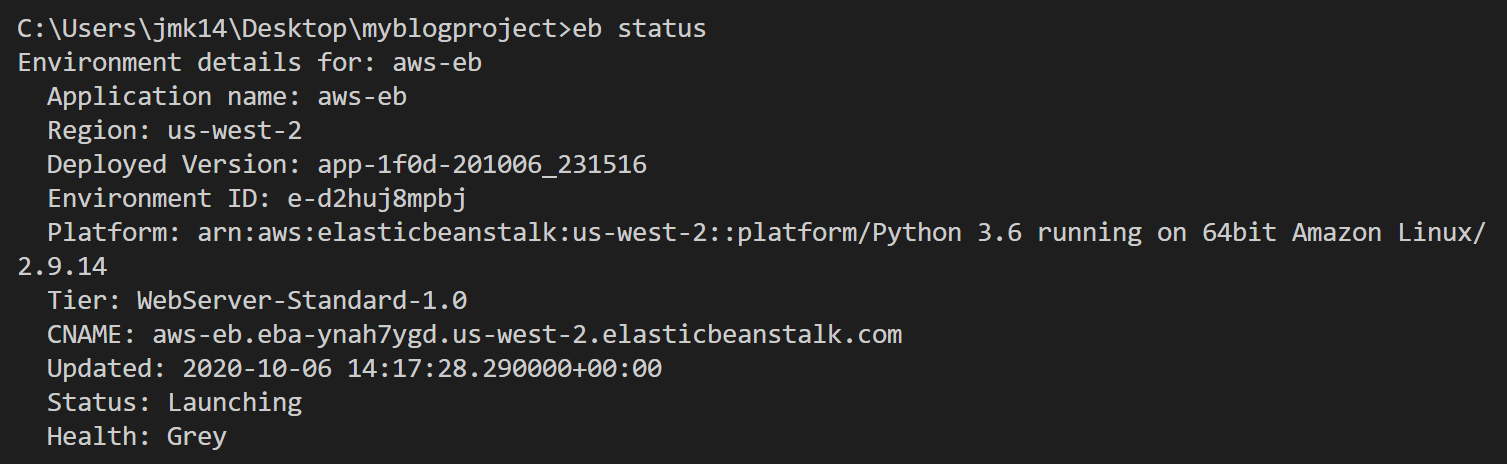 C:\Users\jmk14\Desktop\myblogproject>eb status
Environment details for: aws-eb
  Application name: aws-eb
  Region: us-west-2
  Deployed Version: app-1f0d-201006_231516
  Environment ID: e-d2huj8mpbj
  Platform: arn:aws:elasticbeanstalk:us-west-2::platform/Python 3.6 running on 64bit Amazon Linux/
2.9.14
  Tier: WebServer-Standard-1.0
  CNAME: aws-eb.eba-ynah7ygd.us-west-2.elasticbeanstalk.com
  Updated: 2020-10-06 14:17:28.290000+00:00
  Status: Launching
  Health: Grey